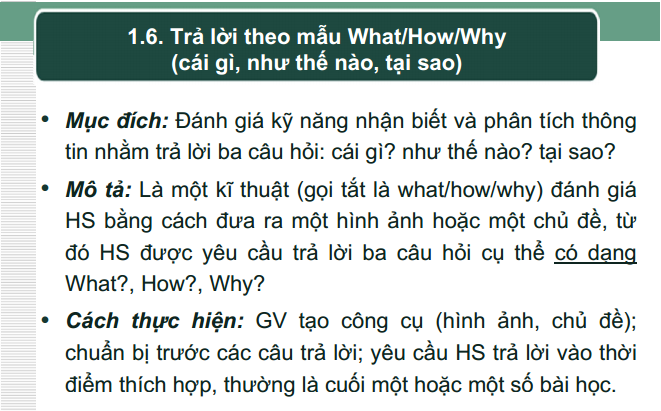 1.6. Trả lời theo mẫu What/How/Why
(cái gì, như thế nào, tại sao)
• Mục đích: Đánh giá kỹ năng nhận biết và phân tích thông
tin nhằm trả lời ba câu hỏi: cái gì? như thế nào? tại sao?
• Mô tả: Là một kĩ thuật (gọi tắt là what/how/why) đánh giá
HS bằng cách đưa ra một hình ảnh hoặc một chủ đề, từ
đó HS được yêu cầu trả lời ba câu hỏi cụ thể có dạng
What?, How?, Why?
• Cách thực hiện: GV tạo công cụ (hình ảnh, chủ đề);
chuẩn bị trước các câu trả lời; yêu cầu HS trả lời vào thời
điểm thích hợp, thường là cuối một hoặc một số bài học.